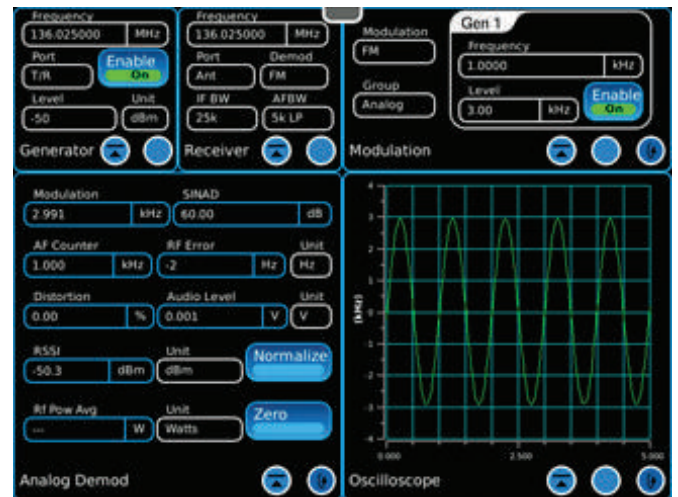 Frequency
136.025000 MHz
Port
Enable
On
T/R
Level Unit
-50 dBm
Generator
Frequency
136.025000 MHz
Port Demod
Ant FM
IF BW AFBW
25k 5k LP
Receiver
Modulation
FM
Group
Analog
Gen 1
Frequency
1.0000 kHz
Level
3.00 kHz
Enable
On
Modulation
Modulation SINAD
2.991 kHz 60.00 dB
AF Counter RF Error Unit
1.000 kHz -2 Hz Hz
Distortion Audio Level Unit
0.00 % 0.001 V V
RSSI Unit
-50.3 dBm dBm
Normalize
Rf Pow Avg Unit
--- W Watts
Zero
Analog Demod
4
3
2
1
0
-1
-2
-3
-4
[kHz]
0.000 2.500 5.000
Oscilloscope